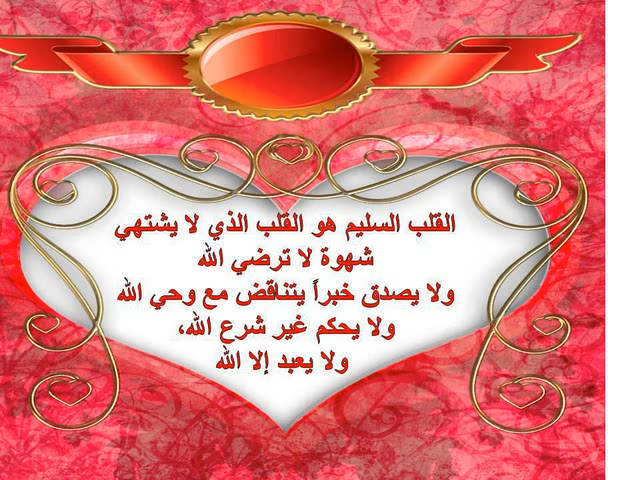 القلب السليم هو القلب الذي لا يشتهي
شهوة لا ترضي الله
ولا يصدق خبراً يتناقض مع وحي الله
ولا يحكم غير شرع الله،
ولا يعبد إلا الله